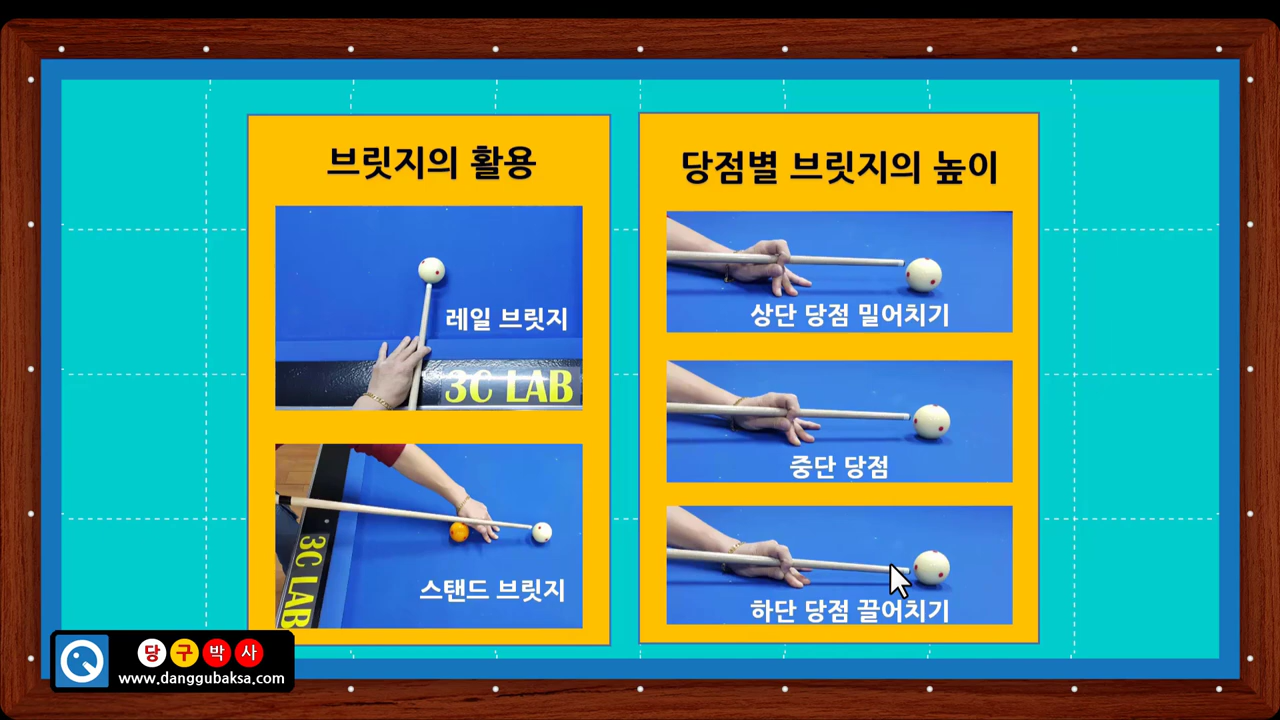 브릿지의 활용
레일 브릿지
3C LAB
스탠드 브릿지
3C LAB
당점별 브릿지의 높이
상단 당점 밀어치기
중단 당점
하단 당점 끌어치기
당구박사
www.danggubaksa.com